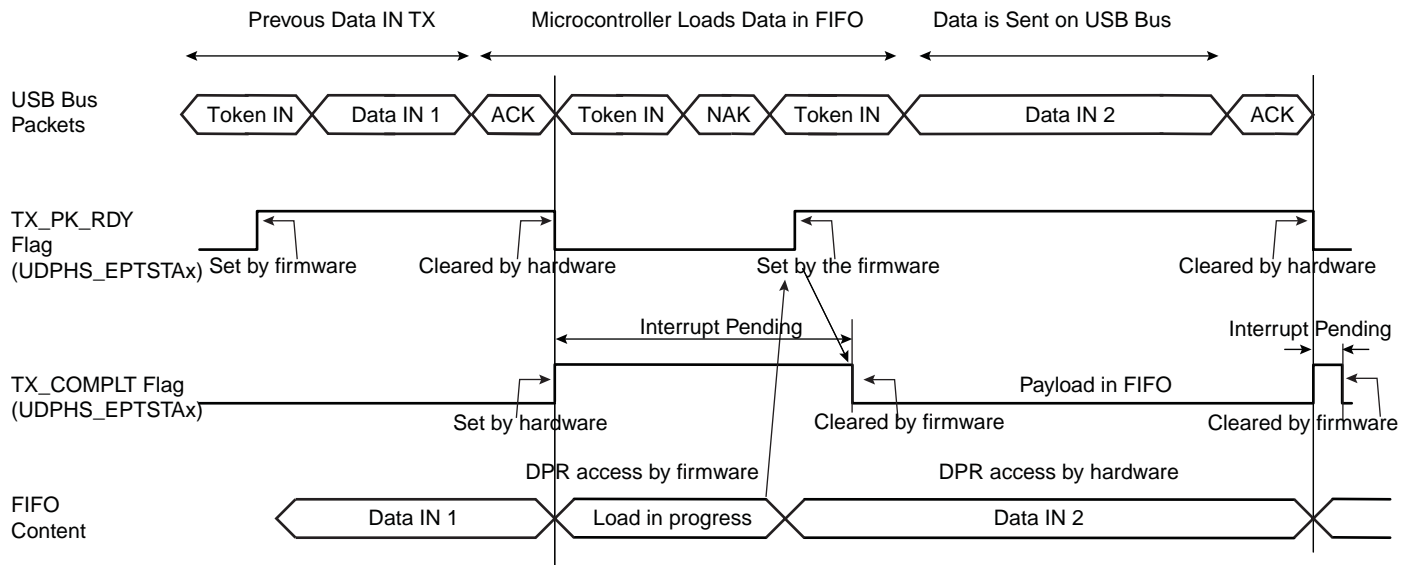 Prevous Data IN TX
Microcontroller Loads Data in FIFO
Data is Sent on USB Bus
USB Bus
Packets
Token IN
Data IN 1
ACK
Token IN
NAK
Token IN
Data IN 2
ACK
TX_PK_RDY
Flag
(UDPHS_EPTSTAx)
Set by firmware
Cleared by hardware
Set by the firmware
Cleared by hardware
Interrupt Pending
Interrupt Pending
TX_COMPLT Flag
(UDPHS_EPTSTAx)
Payload in FIFO
Set by hardware
Cleared by firmware
Cleared by firmware
DPR access by firmware
DPR access by hardware
FIFO
Content
Data IN 1
Load in progress
Data IN 2